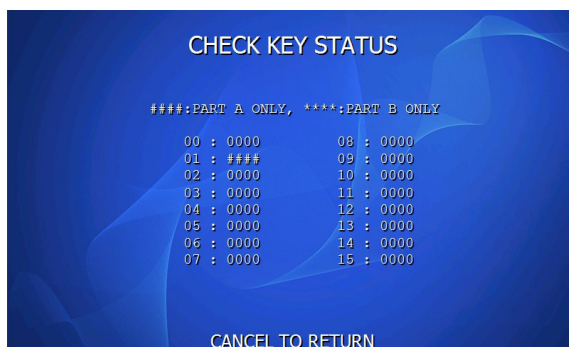 CHECK KEY STATUS
####:PART A ONLY, ****:PART B ONLY
00 : 0000 08 : 0000
01 : #### 09 : 0000
02 : 0000 10 : 0000
03 : 0000 11 : 0000
04 : 0000 12 : 0000
05 : 0000 13 : 0000
06 : 0000 14 : 0000
07 : 0000 15 : 0000
CANCEL TO RETURN